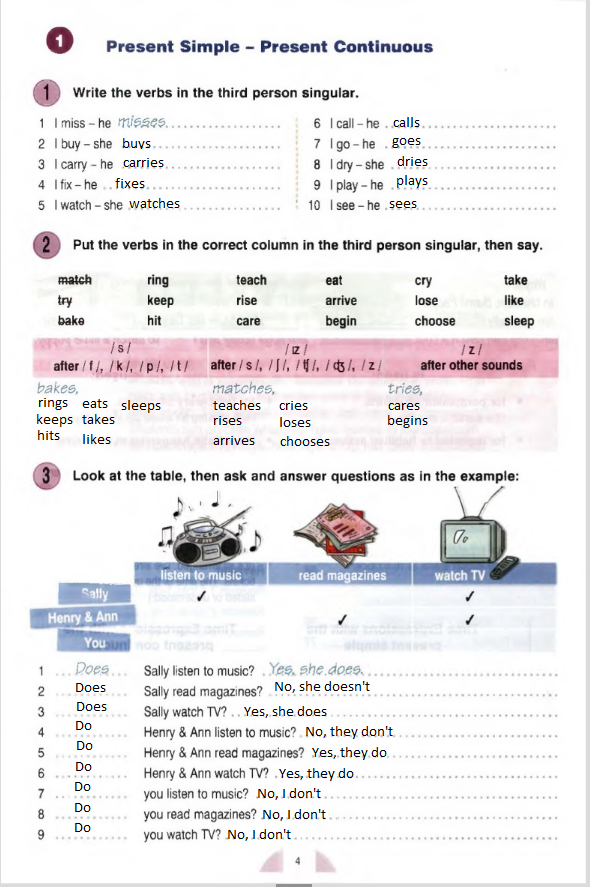 1 Present Simple – Present Continuous
1 Write the verbs in the third person singular.
1 I miss – he misses
2 I buy – she buys
3 I carry – he carries
4 I fix – he fixes
5 I watch – she watches
6 I call – he calls
7 I go – he goes
8 I dry – she dries
9 I play – he plays
10 I see – he sees
2 Put the verbs in the correct column in the third person singular, then say.
match ring teach eat cry take
try keep rise arrive lose like
bake hit care begin choose sleep
/s/ /ɪz/ /z/
after /f/, /k/, /p/, /t/ after /s/, /ʃ/, /tʃ/, /dʒ/, /z/ after other sounds
bakes, matches, tries,
rings eats sleeps teaches cries cares
keeps takes rises loses begins
hits likes arrives chooses
3 Look at the table, then ask and answer questions as in the example:
listen to music read magazines watch TV
Sally ✓ ✓
Henry & Ann ✓ ✓
You
1 Does Sally listen to music? Yes, she does.
2 Does Sally read magazines? No, she doesn't
3 Does Sally watch TV? Yes, she does
4 Do Henry & Ann listen to music? No, they don't
5 Do Henry & Ann read magazines? Yes, they do
6 Do Henry & Ann watch TV? Yes, they do
7 Do you listen to music? No, I don't
8 Do you read magazines? No, I don't
9 Do you watch TV? No, I don't
4